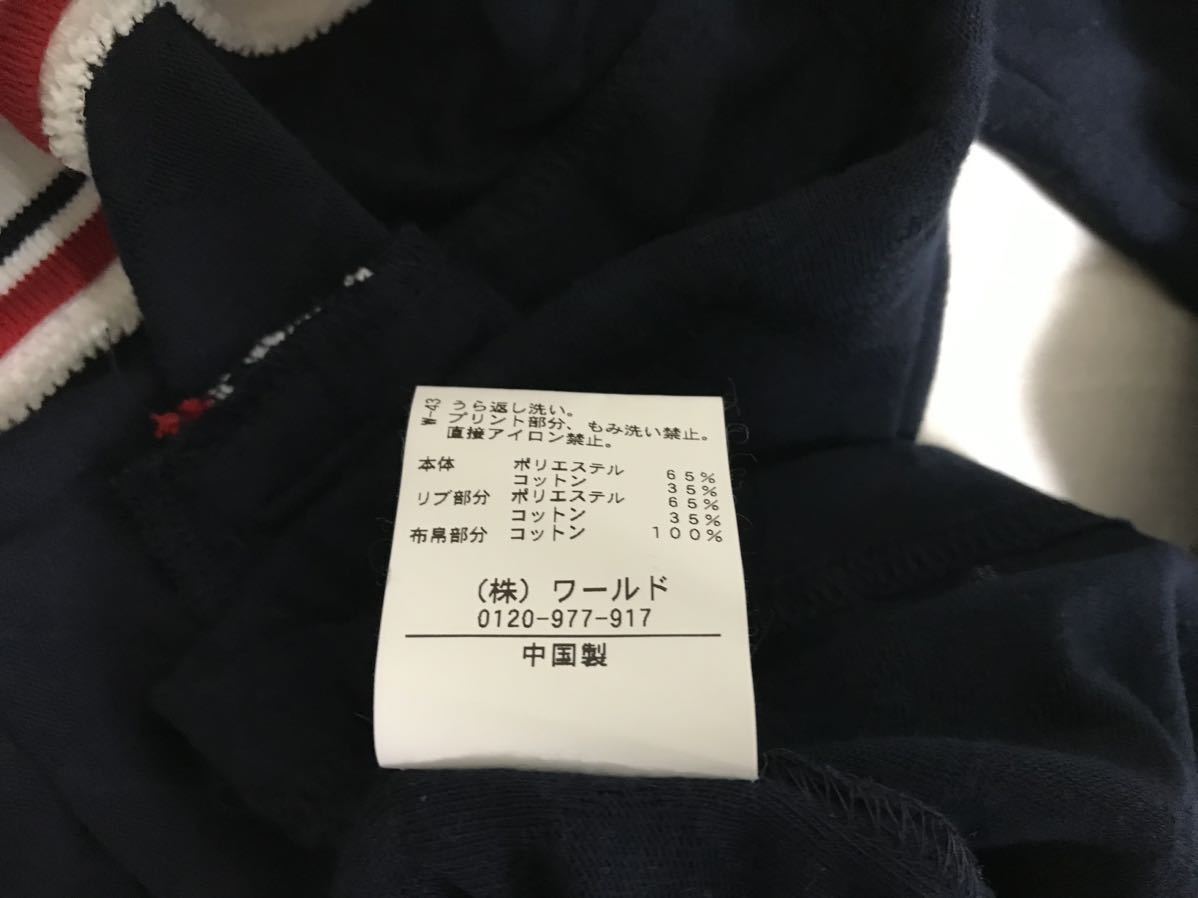 W-43
うら返し洗い。
プリント部分、もみ洗い禁止。
直接アイロン禁止。
本体 ポリエステル 65%
コットン 35%
リブ部分 ポリエステル 65%
コットン 35%
布帛部分 コットン 100%
(株) ワールド
0120-977-917
中国製